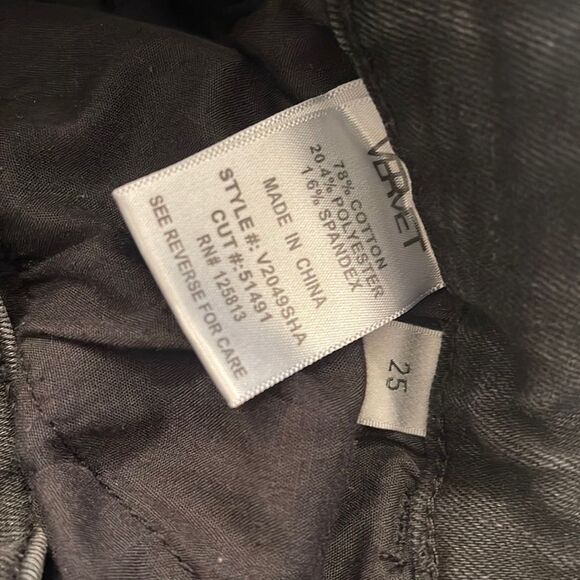 VERVET
78% COTTON
20.4% POLYESTER
1.6% SPANDEX
MADE IN CHINA
STYLE#: V2049SHA
CUT #:51491
RN# 125813
SEE REVERSE FOR CARE
25